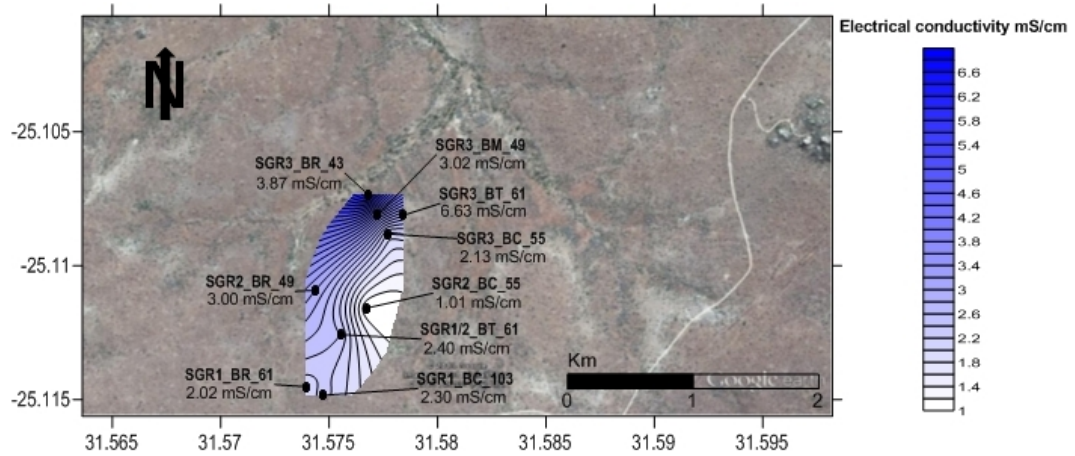 Electrical conductivity mS/cm
N
-25.105
-25.11
-25.115
SGR3_BM_49
3.02 mS/cm
SGR3_BR_43
3.87 mS/cm
SGR3_BT_61
6.63 mS/cm
SGR3_BC_55
2.13 mS/cm
SGR2_BR_49
3.00 mS/cm
SGR2_BC_55
1.01 mS/cm
SGR1/2_BT_61
2.40 mS/cm
SGR1_BR_61
2.02 mS/cm
SGR1_BC_103
2.30 mS/cm
Km
Google earth
0 1 2
31.565 31.57 31.575 31.58 31.585 31.59 31.595
6.6
6.2
5.8
5.4
5
4.6
4.2
3.8
3.4
3
2.6
2.2
1.8
1.4
1